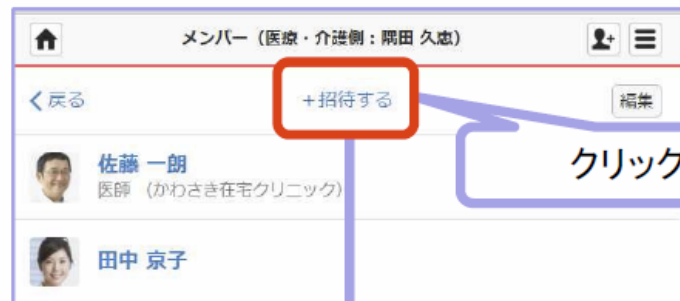 メンバー（医療・介護側：隅田 久恵）
戻る
+招待する
編集
クリック
佐藤 一朗
医師 （かわさき在宅クリニック）
田中 京子